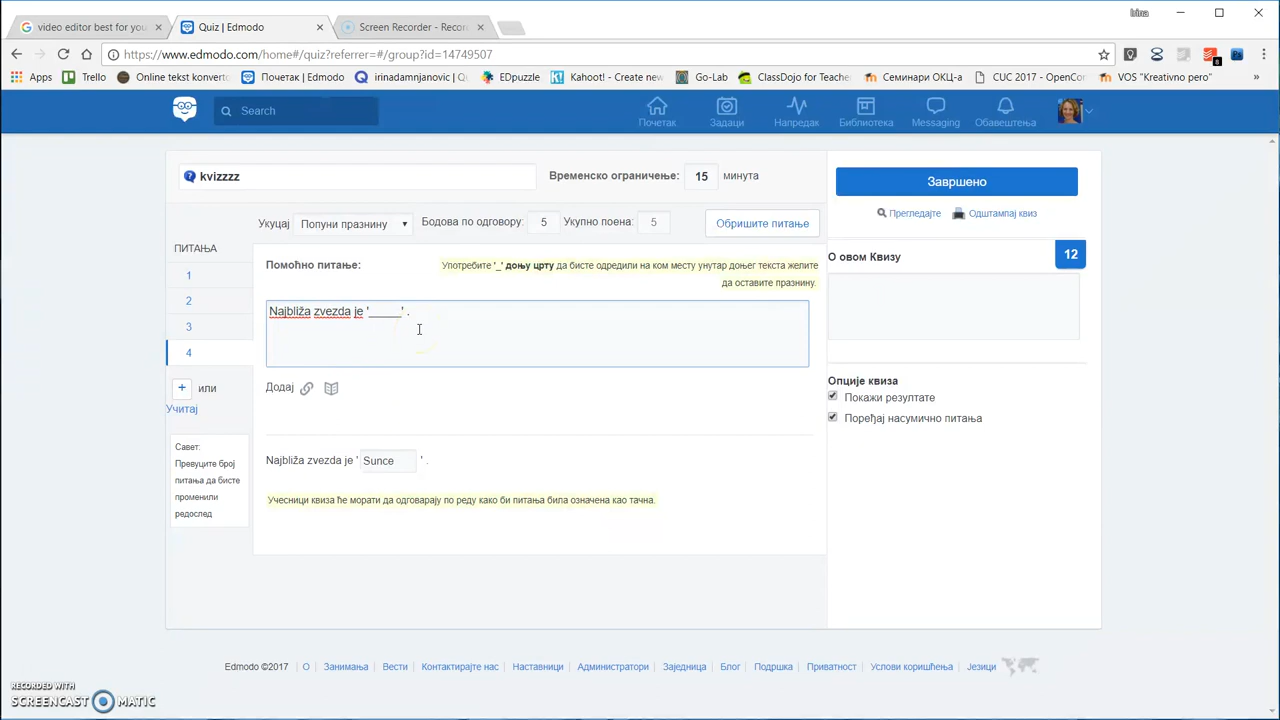 Irina
video editor best for you
Quiz | Edmodo
Screen Recorder - Record
https://www.edmodo.com/home#/quiz?referrer=#/group?id=14749507
Apps
Trello
Online tekst konverto
Почетак | Edmodo
irinadamnjanovic | Qu
EDpuzzle
Kahoot! - Create new
Go
ClassDojo for Teache
Семинари ОКЦ-а
CUC 2017 - OpenCon
VOS "Kreativno pero"
»
8
Search
Почетак
Задаци
Напредак
Библиотека
Messaging
Обавештења
kvizzzz
Временско ограничење:
15
минута
Завршено
Прегледајте
Одштампај квиз
Укуцај
Попуни празнину
Бодова по одговору:
5
Укупно поена:
5
Обришите питање
ПИТАЊА
1
2
3
4
+ или
Учитај
Савет:
Превуците број
питања да бисте
променили
редослед
Помоћно питање:
Употребите '_' доњу црту да бисте одредили на ком месту унутар доњег текста желите
да оставите празнину.
Najbliža zvezda je '_____' .
Додај
Najbliža zvezda je ' Sunce ' .
Учесници квиза ће морати да одговарају по реду како би питања била означена као тачна.
О овом Квизу
12
Опције квиза
Покажи резултате
Поређај насумично питања
Edmodo ©2017
О
Занимања
Вести
Контактирајте нас
Наставници
Администратори
Заједница
Блог
Подршка
Приватност
Услови коришћења
Језици
RECORDED WITH
SCREENCAST MATIC